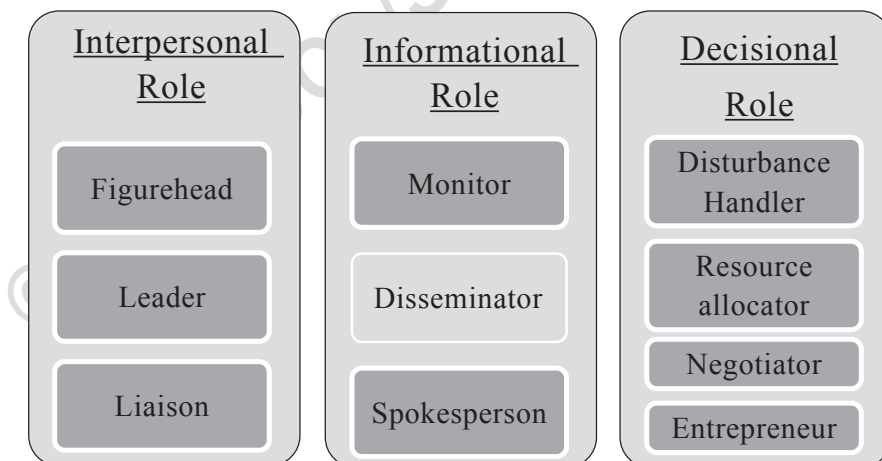 Interpersonal
Role
Figurehead
Leader
Liaison
Informational
Role
Monitor
Disseminator
Spokesperson
Decisional
Role
Disturbance
Handler
Resource
allocator
Negotiator
Entrepreneur